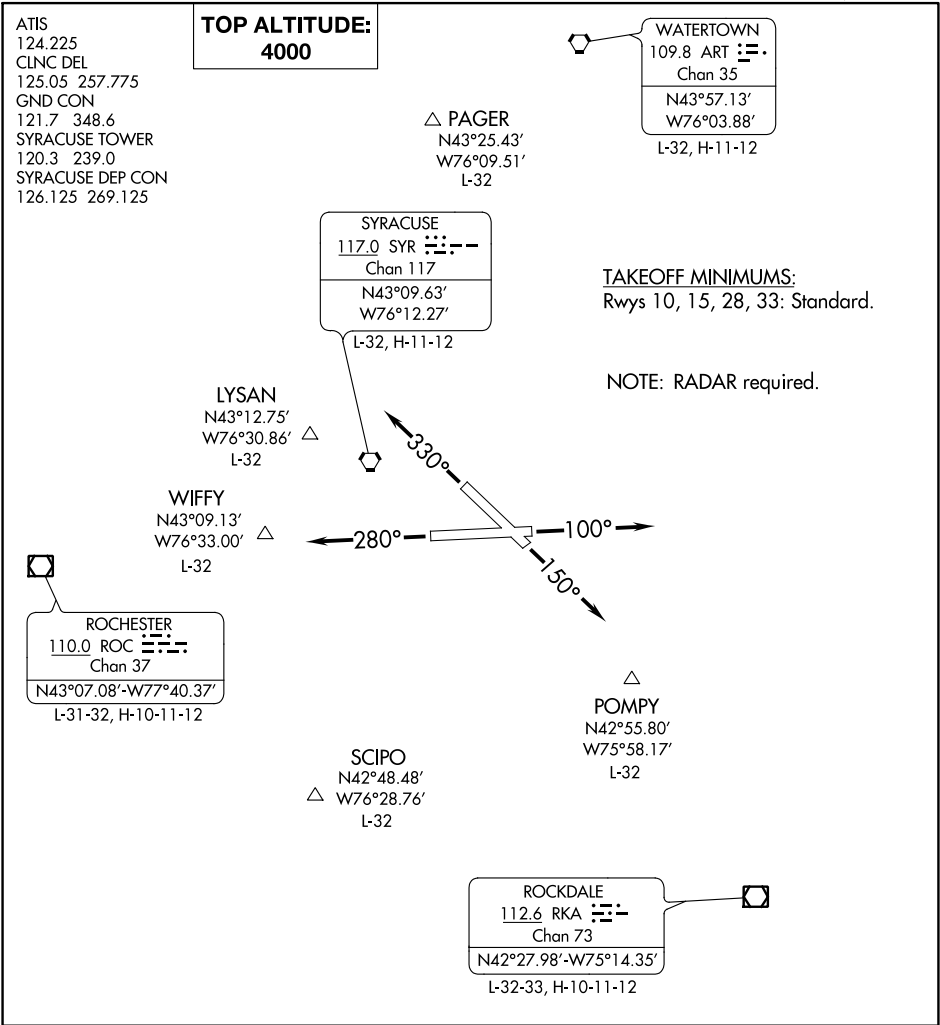 ATIS
124.225
CLNC DEL
125.05 257.775
GND CON
121.7 348.6
SYRACUSE TOWER
120.3 239.0
SYRACUSE DEP CON
126.125 269.125
TOP ALTITUDE:
4000
WATERTOWN
109.8 ART
Chan 35
N43°57.13'
W76°03.88'
L-32, H-11-12
PAGER
N43°25.43'
W76°09.51'
L-32
SYRACUSE
117.0 SYR
Chan 117
N43°09.63'
W76°12.27'
L-32, H-11-12
TAKEOFF MINIMUMS:
Rwys 10, 15, 28, 33: Standard.
NOTE: RADAR required.
LYSAN
N43°12.75'
W76°30.86'
L-32
330°
WIFFY
N43°09.13'
W76°33.00'
L-32
280°
100°
150°
ROCHESTER
110.0 ROC
Chan 37
N43°07.08'-W77°40.37'
L-31-32, H-10-11-12
POMPY
N42°55.80'
W75°58.17'
L-32
SCIPO
N42°48.48'
W76°28.76'
L-32
ROCKDALE
112.6 RKA
Chan 73
N42°27.98'-W75°14.35'
L-32-33, H-10-11-12